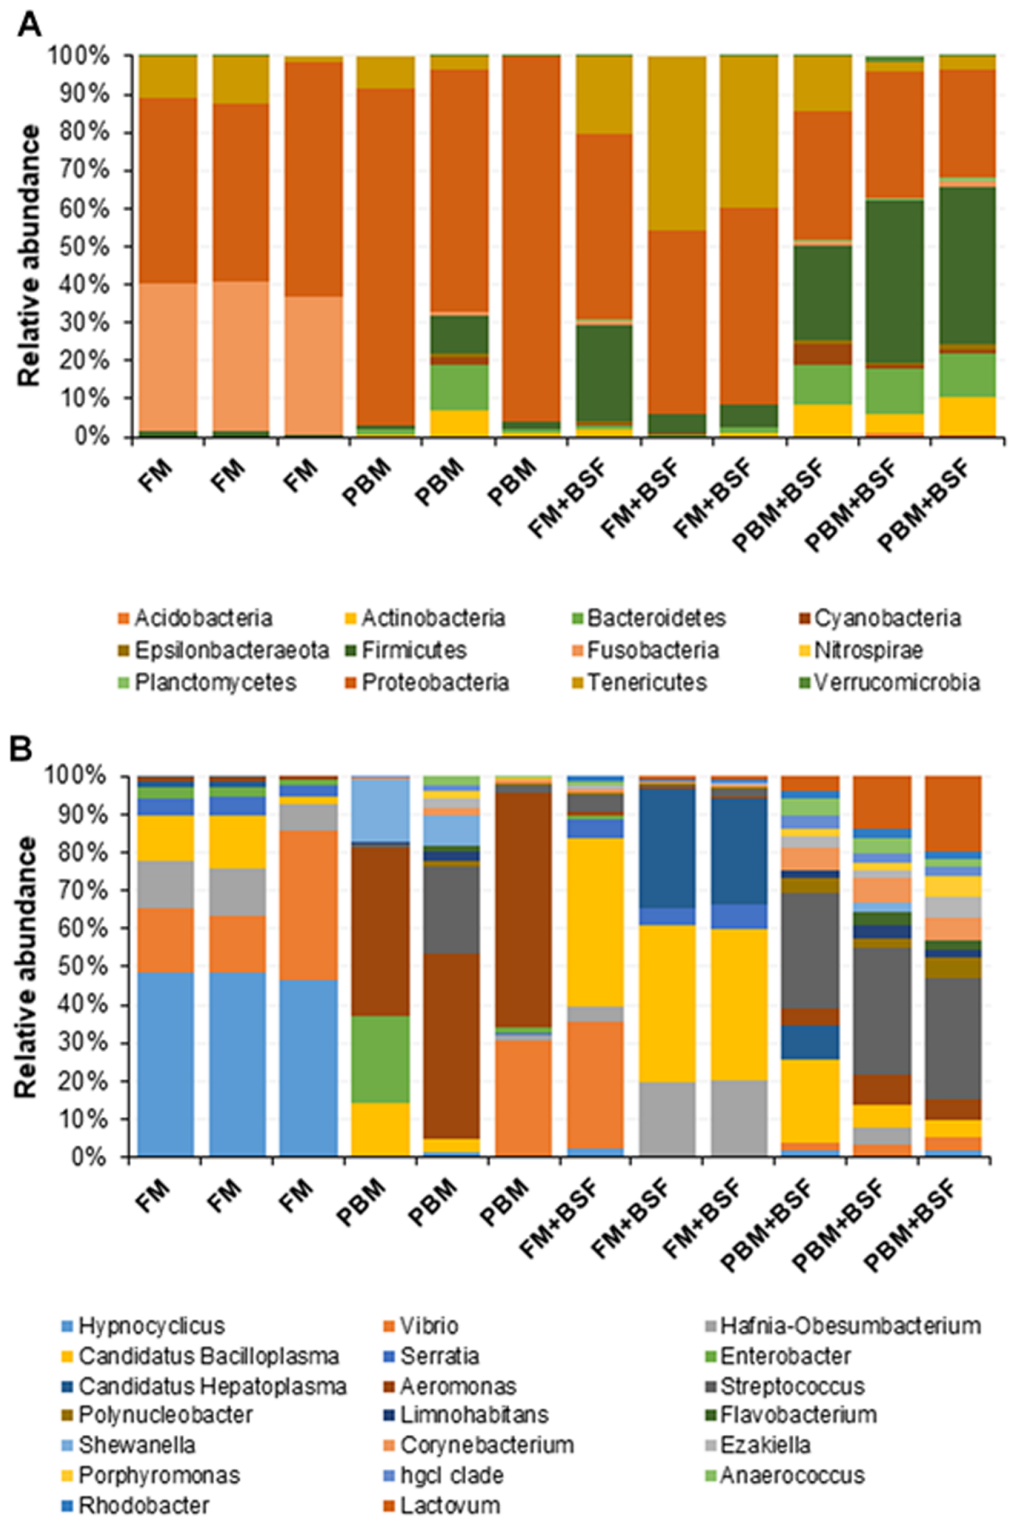 A
100%
90%
80%
70%
60%
50%
40%
30%
20%
10%
0%
Relative abundance
FM FM FM PBM PBM PBM FM+BSF FM+BSF FM+BSF PBM+BSF PBM+BSF PBM+BSF
Acidobacteria Actinobacteria Bacteroidetes Cyanobacteria
Epsilonbacteraeota Firmicutes Fusobacteria Nitrospirae
Planctomycetes Proteobacteria Tenericutes Verrucomicrobia
B
100%
90%
80%
70%
60%
50%
40%
30%
20%
10%
0%
Relative abundance
FM FM FM PBM PBM PBM FM+BSF FM+BSF FM+BSF PBM+BSF PBM+BSF PBM+BSF
Hypnocyclicus Vibrio Hafnia-Obesumbacterium
Candidatus Bacilloplasma Serratia Enterobacter
Candidatus Hepatoplasma Aeromonas Streptococcus
Polynucleobacter Limnohabitans Flavobacterium
Shewanella Corynebacterium Ezakiella
Porphyromonas hgcl clade Anaerococcus
Rhodobacter Lactovum